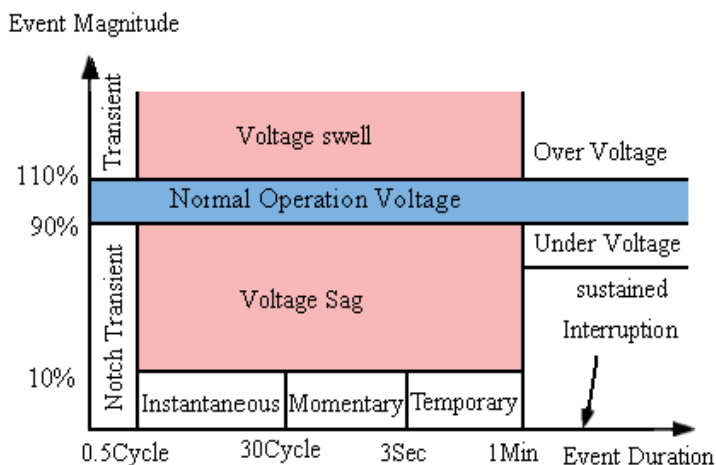 Event Magnitude
Transient
Voltage swell
Over Voltage
110%
Normal Operation Voltage
90%
Under Voltage
Notch Transient
Voltage Sag
sustained
Interruption
10%
Instantaneous
Momentary
Temporary
0.5Cycle
30Cycle
3Sec
1Min
Event Duration